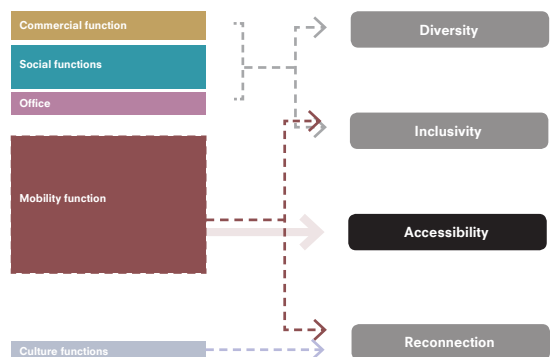 Commercial function
Diversity
Social functions
Office
Inclusivity
Mobility function
Accessibility
Reconnection
Culture functions